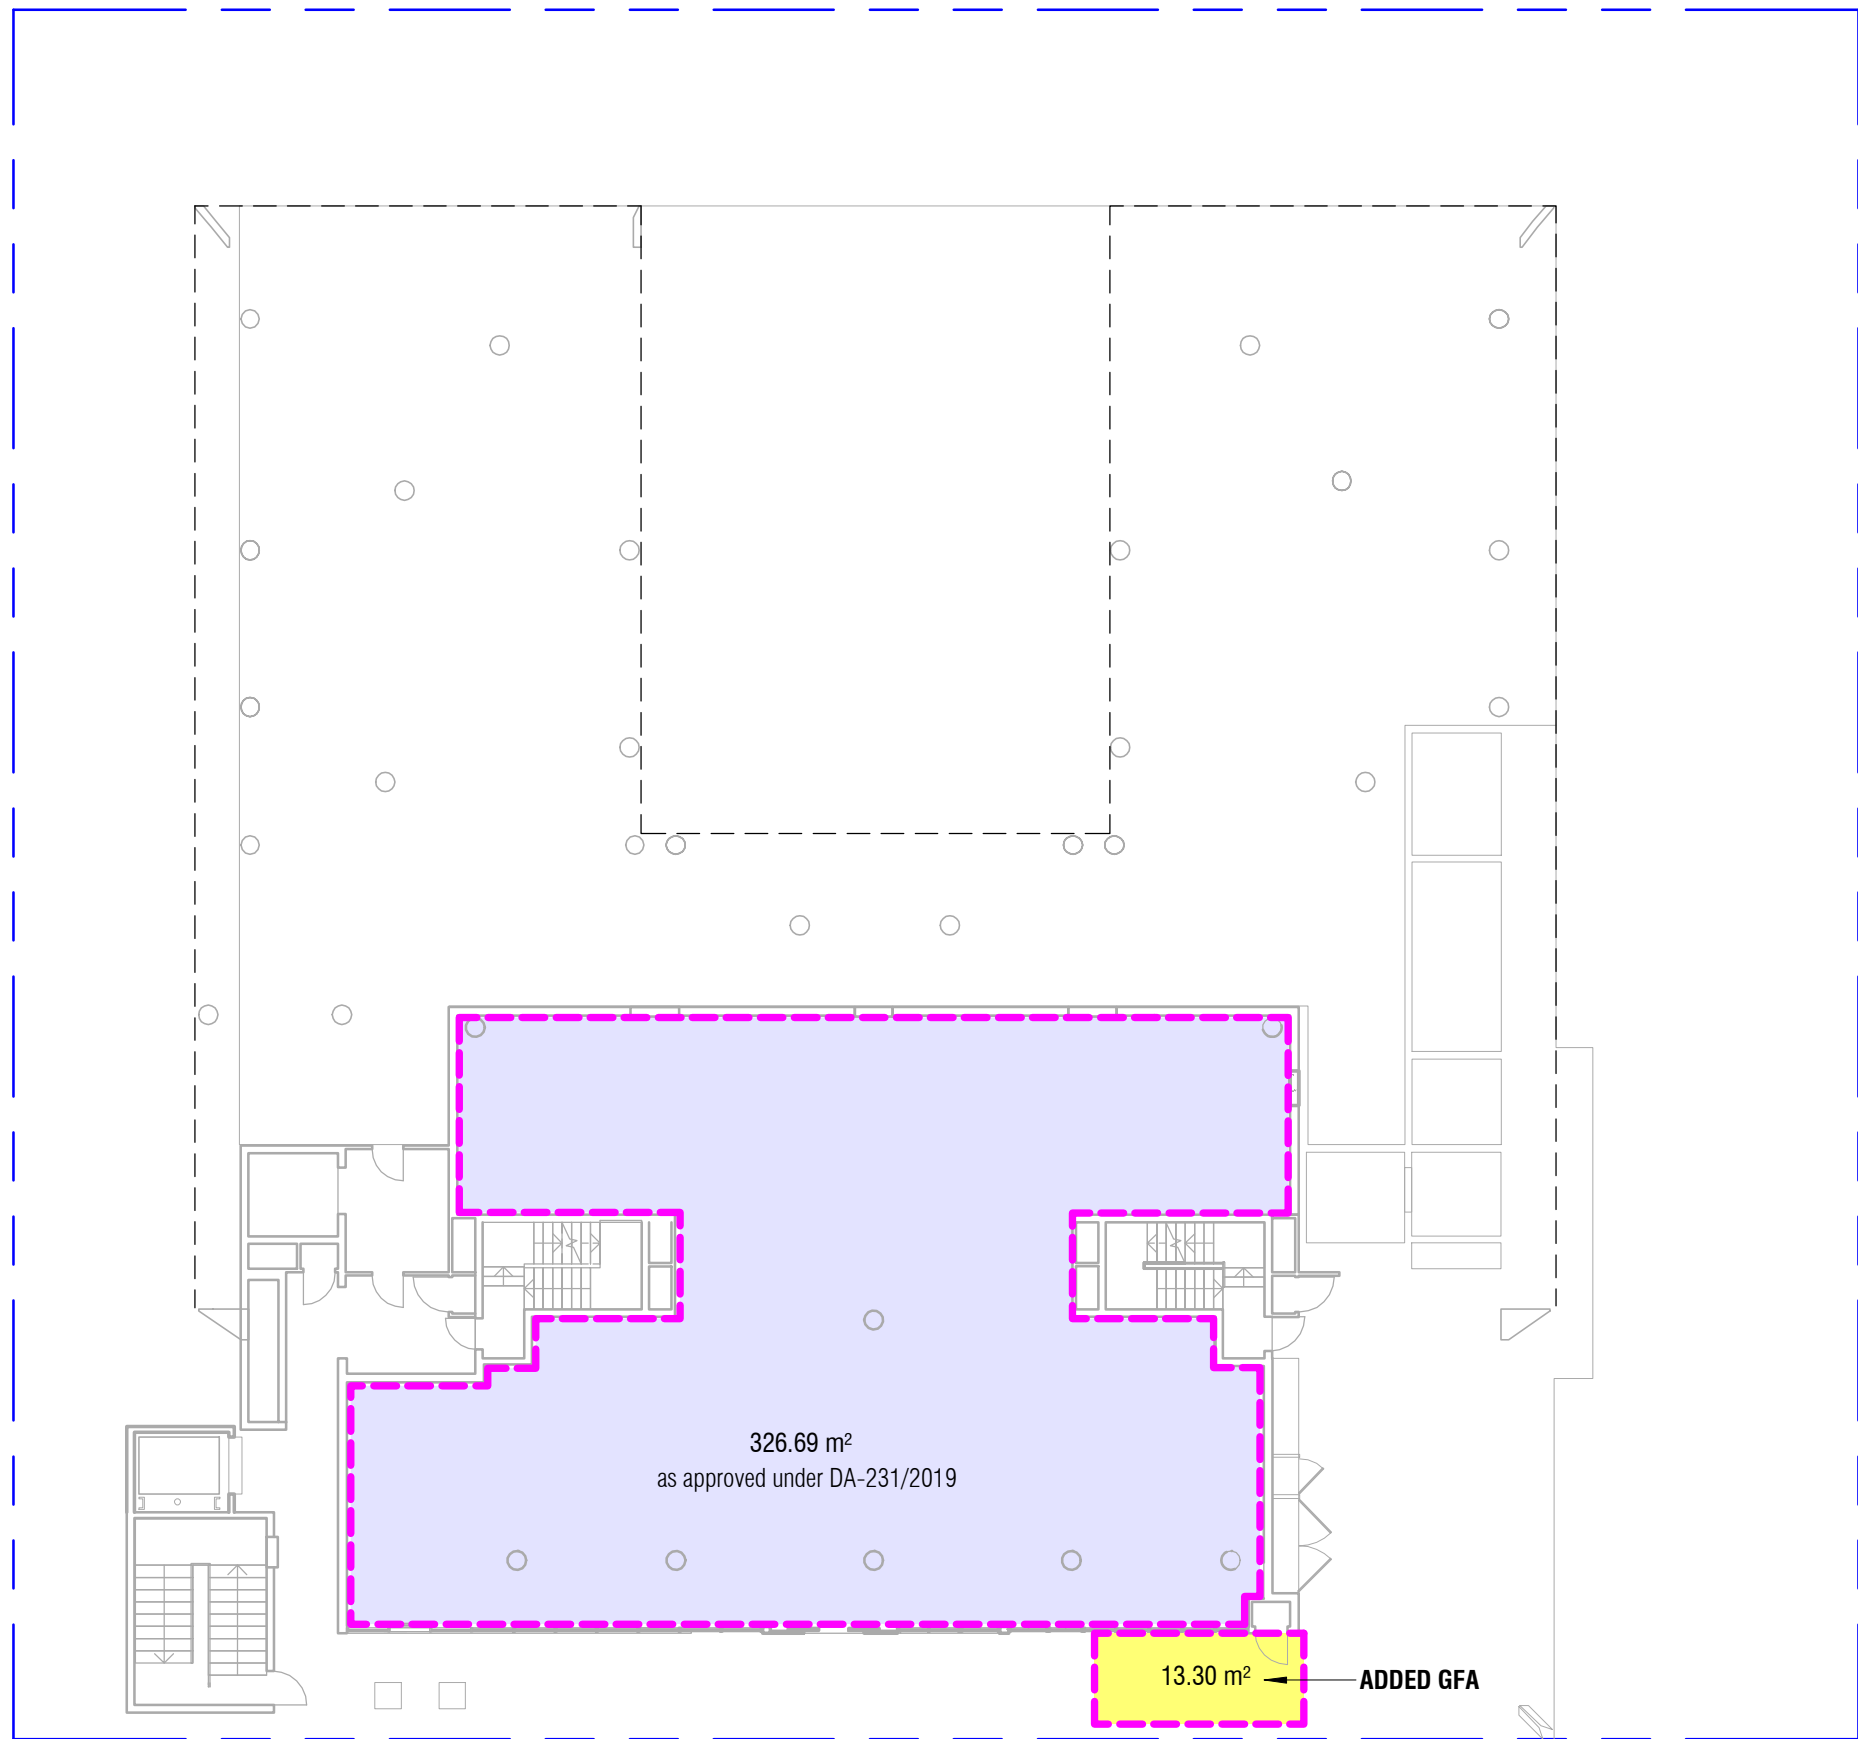 326.69 m²
as approved under DA-231/2019
13.30 m²
ADDED GFA